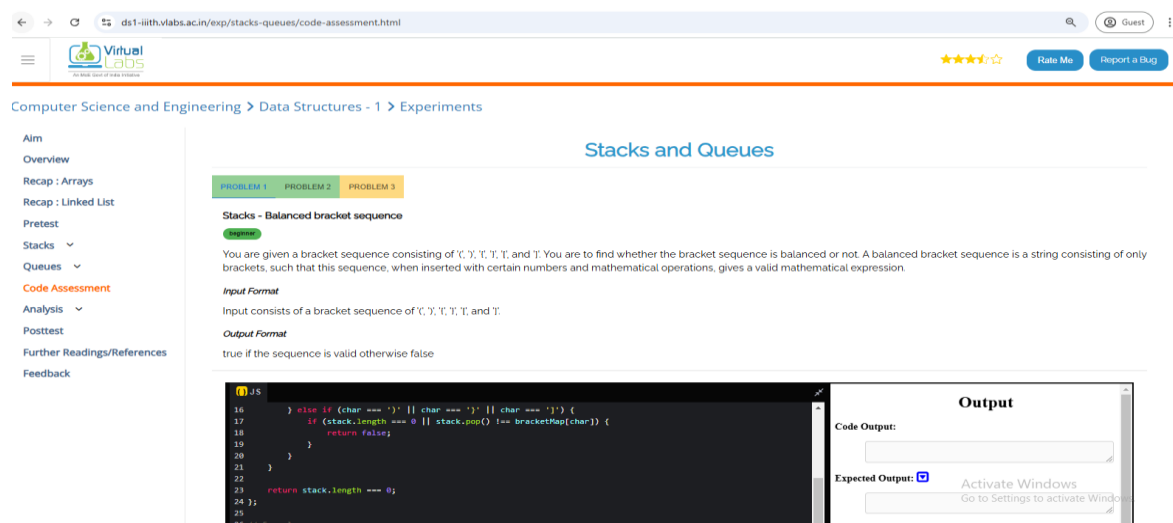 ds1-iiith.vlabs.ac.in/exp/stacks-queues/code-assessment.html
Guest
Virtual
Labs
An MoE Govt of India Initiative
Rate Me
Report a Bug
Computer Science and Engineering > Data Structures - 1 > Experiments
Aim
Overview
Recap : Arrays
Recap : Linked List
Pretest
Stacks
Queues
Code Assessment
Analysis
Posttest
Further Readings/References
Feedback
Stacks and Queues
PROBLEM 1 PROBLEM 2 PROBLEM 3
Stacks - Balanced bracket sequence
beginner
You are given a bracket sequence consisting of '(', ')', '{', '}', '[', and ']'. You are to find whether the bracket sequence is balanced or not. A balanced bracket sequence is a string consisting of only
brackets, such that this sequence, when inserted with certain numbers and mathematical operations, gives a valid mathematical expression.
Input Format
Input consists of a bracket sequence of '(', ')', '{', '}', '[', and ']'.
Output Format
true if the sequence is valid otherwise false
JS
16 } else if (char === ')' || char === '}' || char === ']') {
17 if (stack.length === 0 || stack.pop() !== bracketMap[char]) {
18 return false;
19 }
20 }
21 }
22
23 return stack.length === 0;
24 };
25
Output
Code Output:
Expected Output:
Activate Windows
Go to Settings to activate Windows